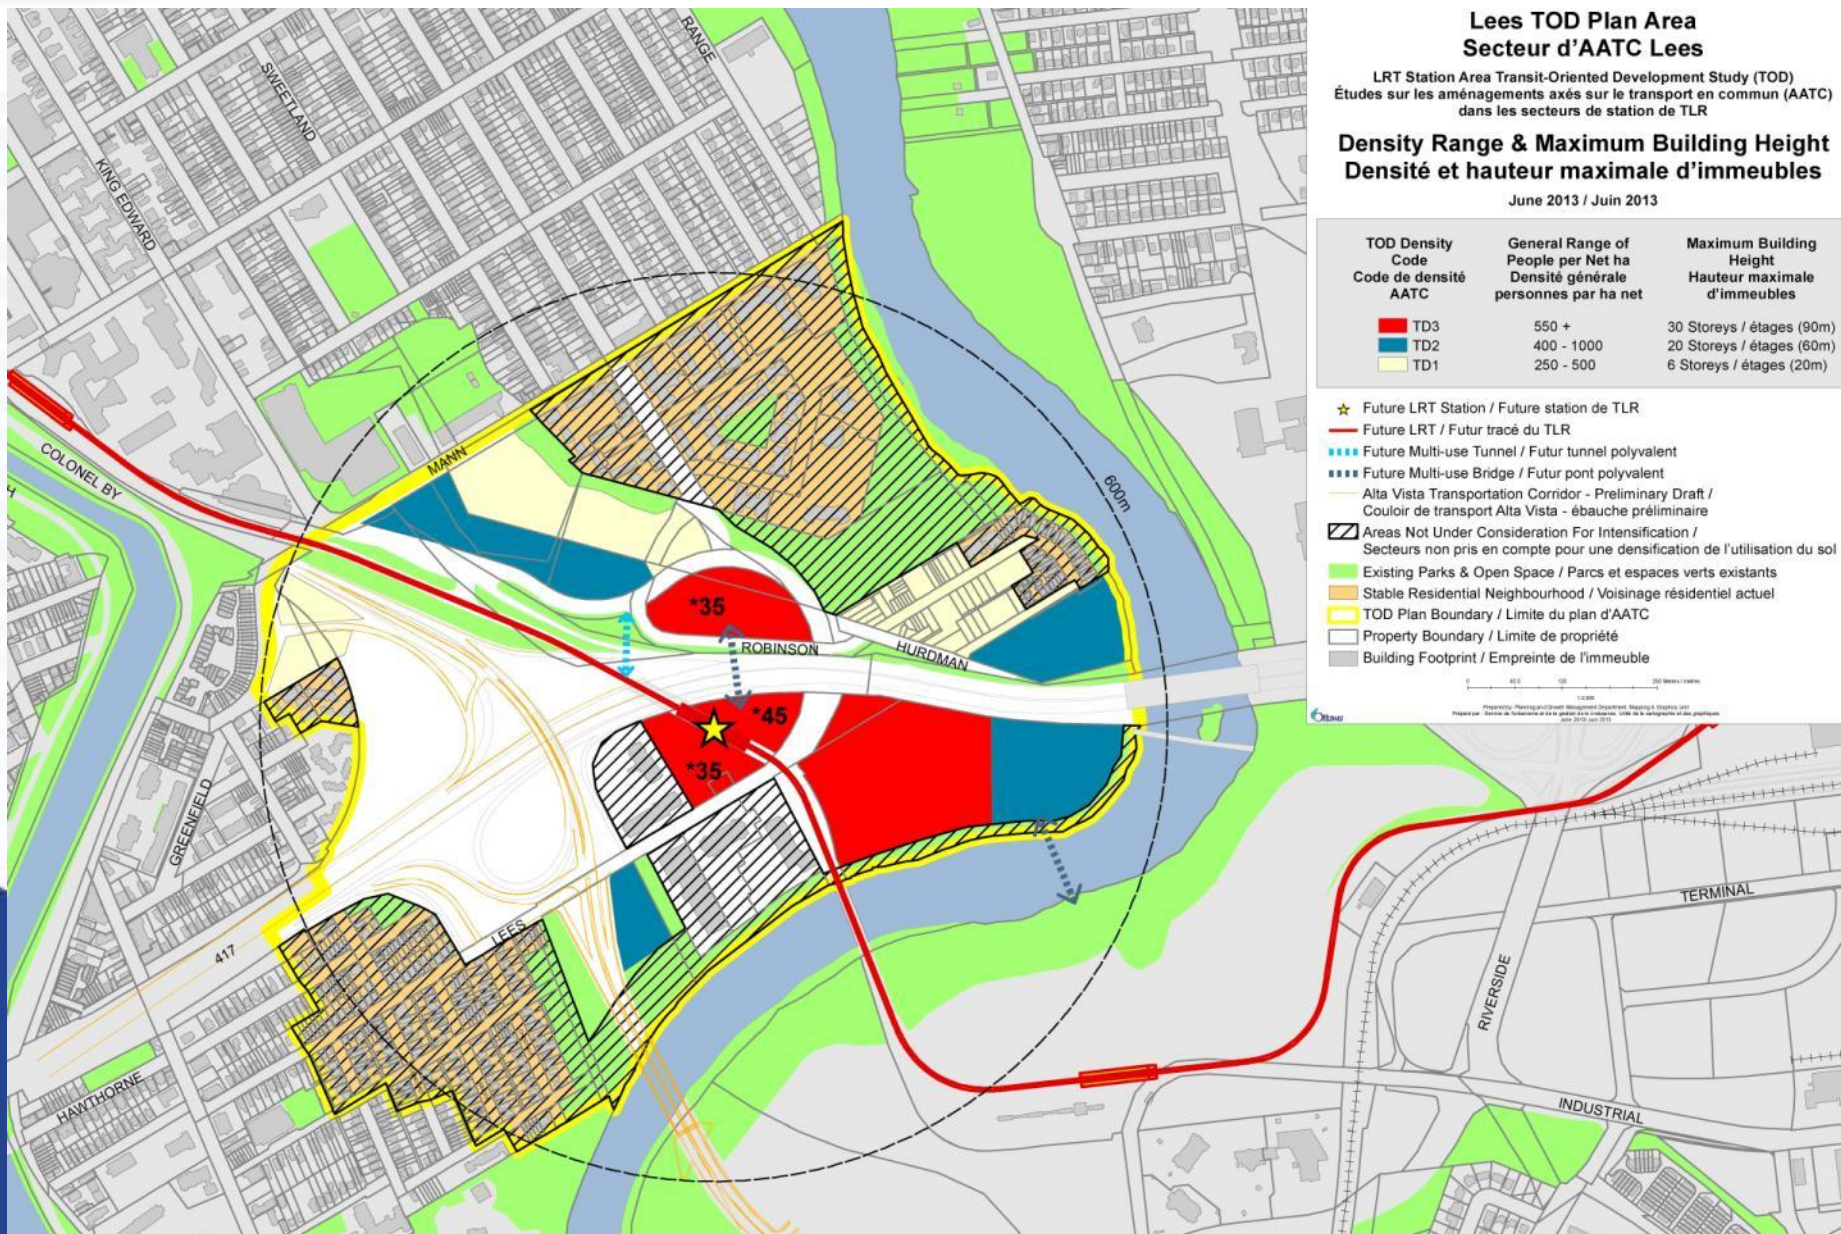 Lees TOD Plan Area
Secteur d'AATC Lees
LRT Station Area Transit-Oriented Development Study (TOD)
Études sur les aménagements axés sur le transport en commun (AATC)
dans les secteurs de station de TLR
Density Range & Maximum Building Height
Densité et hauteur maximale d'immeubles
June 2013 / Juin 2013
TOD Density
Code
Code de densité
AATC
General Range of
People per Net ha
Densité générale
personnes par ha net
Maximum Building
Height
Hauteur maximale
d'immeubles
TD3 550 + 30 Storeys / étages (90m)
TD2 400 - 1000 20 Storeys / étages (60m)
TD1 250 - 500 6 Storeys / étages (20m)
Future LRT Station / Future station de TLR
Future LRT / Futur tracé du TLR
Future Multi-use Tunnel / Futur tunnel polyvalent
Future Multi-use Bridge / Futur pont polyvalent
Alta Vista Transportation Corridor - Preliminary Draft /
Couloir de transport Alta Vista - ébauche préliminaire
Areas Not Under Consideration For Intensification /
Secteurs non pris en compte pour une densification de l'utilisation du sol
Existing Parks & Open Space / Parcs et espaces verts existants
Stable Residential Neighbourhood / Voisinage résidentiel actuel
TOD Plan Boundary / Limite du plan d'AATC
Property Boundary / Limite de propriété
Building Footprint / Empreinte de l'immeuble
Ottawa
RANGE
SWEETLAND
KING EDWARD
COLONEL BY
MANN
600m
*35
ROBINSON
HURDMAN
*45
*35
GREENFIELD
LEES
417
HAWTHORNE
TERMINAL
RIVERSIDE
INDUSTRIAL